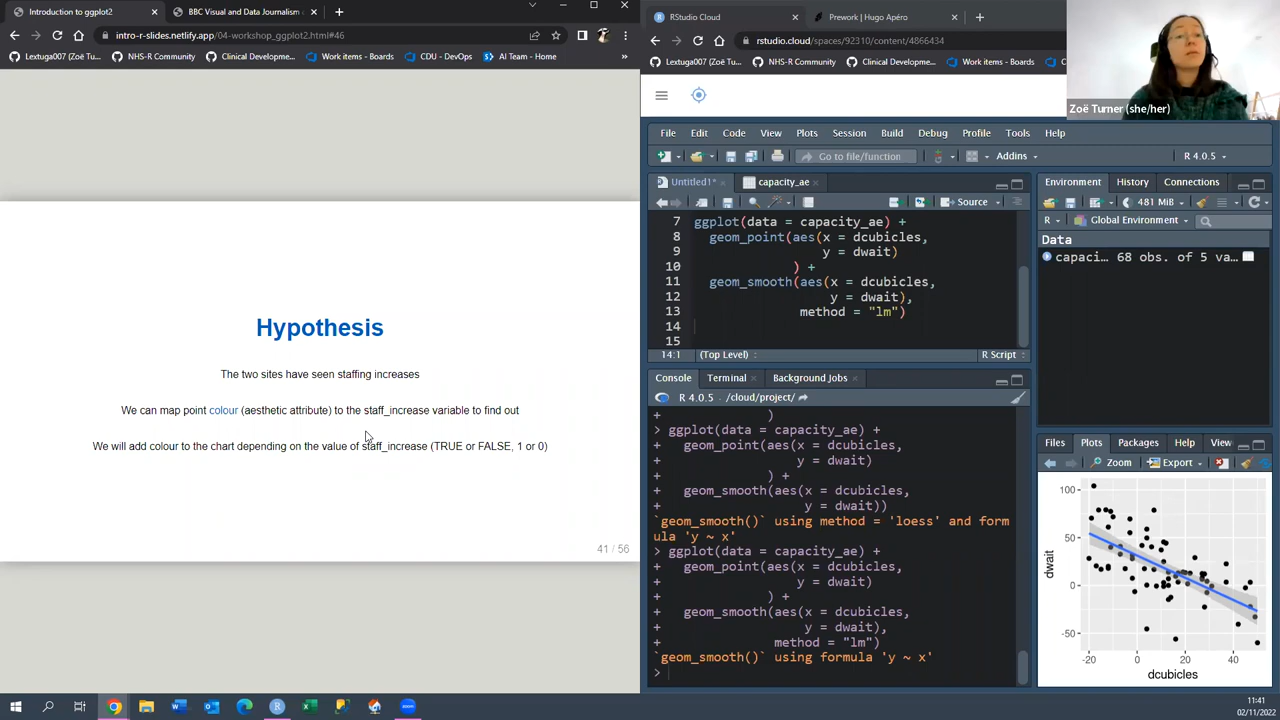 Introduction to ggplot2
BBC Visual and Data Journalism
intro-r-slides.netlify.app/04-workshop_ggplot2.html#46
Lextuga007 (Zoë Tu…
NHS-R Community
Clinical Developme…
Work items - Boards
CDU - DevOps
AI Team - Home
Hypothesis
The two sites have seen staffing increases
We can map point colour (aesthetic attribute) to the staff_increase variable to find out
We will add colour to the chart depending on the value of staff_increase (TRUE or FALSE, 1 or 0)
41 / 56
RStudio Cloud
Prework | Hugo Apéro
rstudio.cloud/spaces/92310/content/4866434
Lextuga007 (Zoë Tu…
NHS-R Community
Clinical Developme…
Work items - Boards
Zoë Turner (she/her)
File Edit Code View Plots Session Build Debug Profile Tools Help
Go to file/function
Addins
R 4.0.5
Untitled1*
capacity_ae
Source
7 ggplot(data = capacity_ae) +
8 geom_point(aes(x = dcubicles,
9 y = dwait)
10 ) +
11 geom_smooth(aes(x = dcubicles,
12 y = dwait),
13 method = "lm")
14
15
14:1 (Top Level) R Script
Console Terminal Background Jobs
R 4.0.5 . /cloud/project/
+ )
> ggplot(data = capacity_ae) +
+ geom_point(aes(x = dcubicles,
+ y = dwait)
+ ) +
+ geom_smooth(aes(x = dcubicles,
+ y = dwait))
`geom_smooth()` using method = 'loess' and form
ula 'y ~ x'
> ggplot(data = capacity_ae) +
+ geom_point(aes(x = dcubicles,
+ y = dwait)
+ ) +
+ geom_smooth(aes(x = dcubicles,
+ y = dwait),
+ method = "lm")
`geom_smooth()` using formula 'y ~ x'
>
Environment History Connections
481 MiB
R Global Environment
Data
capaci… 68 obs. of 5 va…
Files Plots Packages Help View
Zoom Export
100
50
0
-50
dwait
-20 0 20 40
dcubicles
11:41
02/11/2022